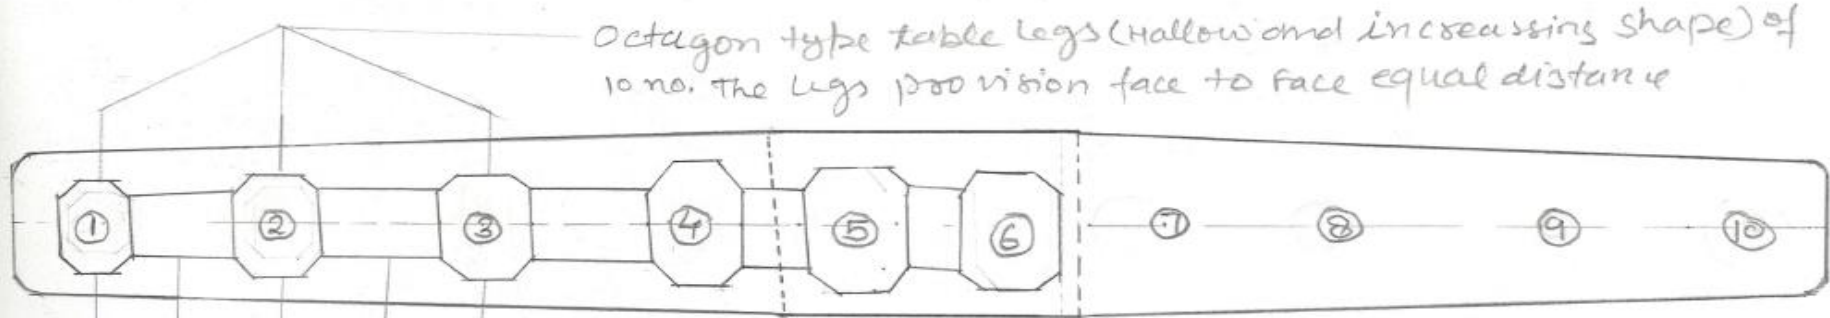 Octagon type table Legs (Hallow and increassing shape) of
10 no. The Legs provision face to Face equal distance
1 2 3 4 5 6 7 8 9 10